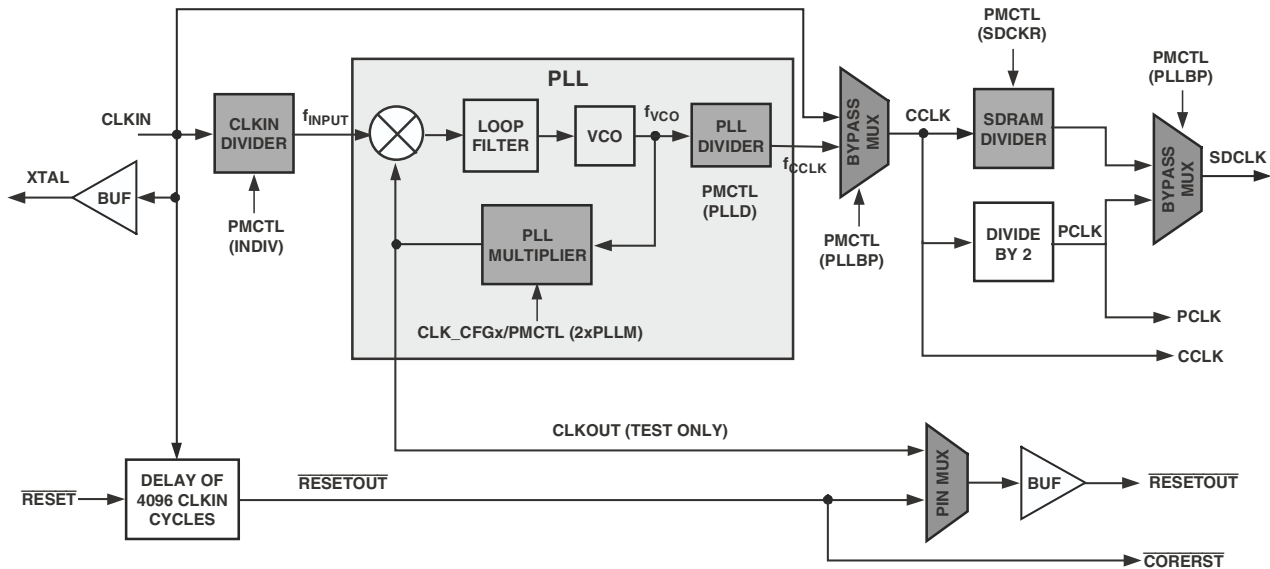 PMCTL
(SDCKR)
PMCTL
(PLLBP)
PLL
CLKIN
CLKIN
DIVIDER
fINPUT
LOOP
FILTER
VCO
fVCO
PLL
DIVIDER
fCCLK
BYPASS
MUX
CCLK
SDRAM
DIVIDER
BYPASS
MUX
SDCLK
XTAL
BUF
PMCTL
(INDIV)
PMCTL
(PLLD)
PLL
MULTIPLIER
PMCTL
(PLLBP)
DIVIDE
BY 2
PCLK
CLK_CFGx/PMCTL (2xPLLM)
PCLK
CCLK
CLKOUT (TEST ONLY)
RESET
DELAY OF
4096 CLKIN
CYCLES
RESETOUT
PIN MUX
BUF
RESETOUT
CORERST